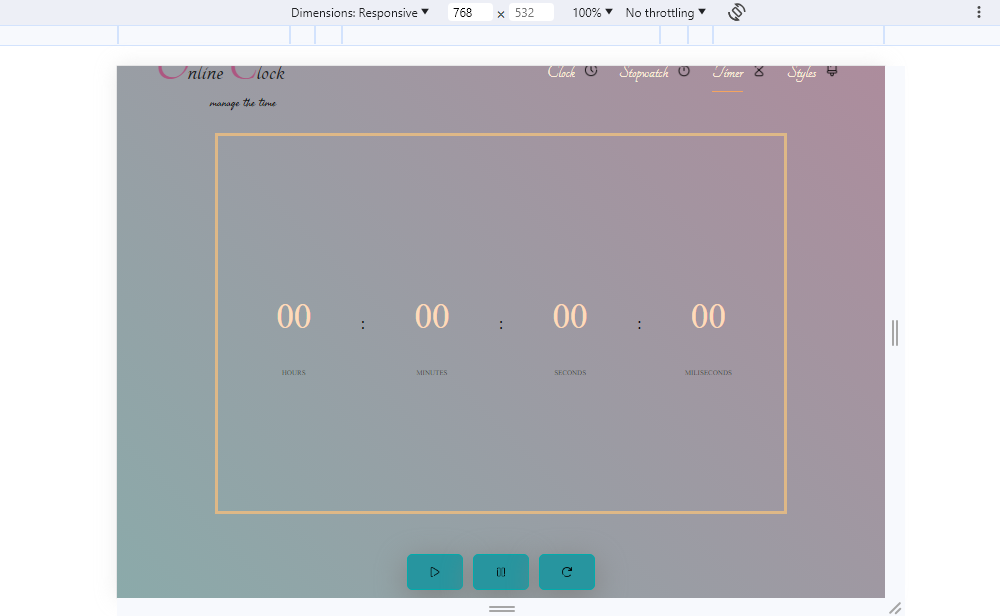 Dimensions: Responsive 768 × 532 100% No throttling
Online Clock
Clock Stopwatch Timer Styles
manage the time
00 : 00 : 00 : 00
HOURS MINUTES SECONDS MILISECONDS